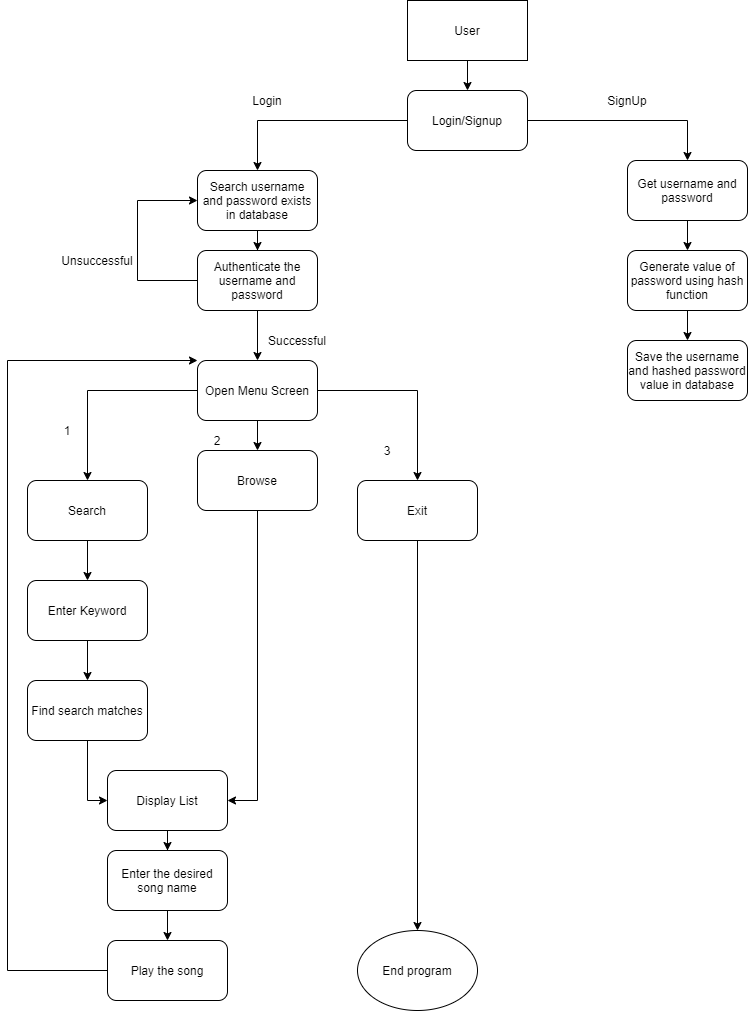 User
Login
SignUp
Login/Signup
Search username
and password exists
in database
Get username and
password
Unsuccessful
Authenticate the
username and
password
Generate value of
password using hash
function
Successful
Save the username
and hashed password
value in database
Open Menu Screen
1
2
3
Browse
Search
Exit
Enter Keyword
Find search matches
Display List
Enter the desired
song name
Play the song
End program